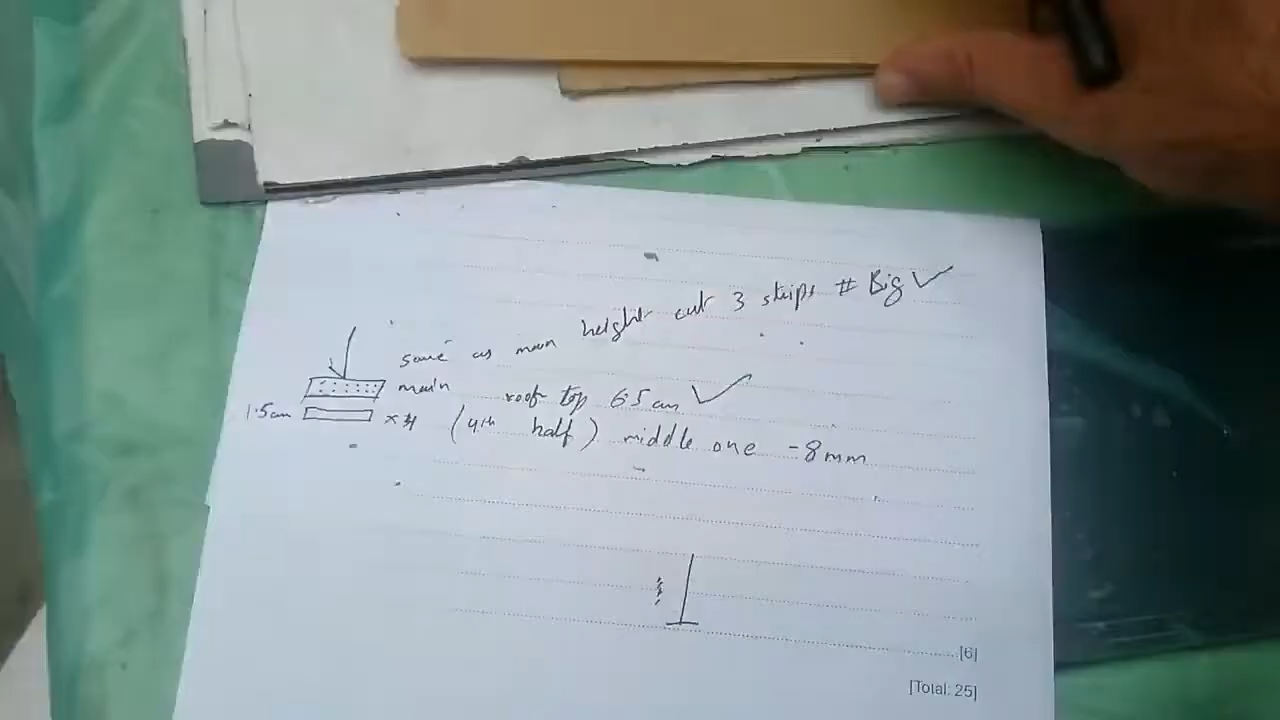 same as main height cut 3 strips # Big ✓
main roof top 6.5cm ✓
1.5cm x4 (4th half) middle one -8mm
[6]
[Total: 25]